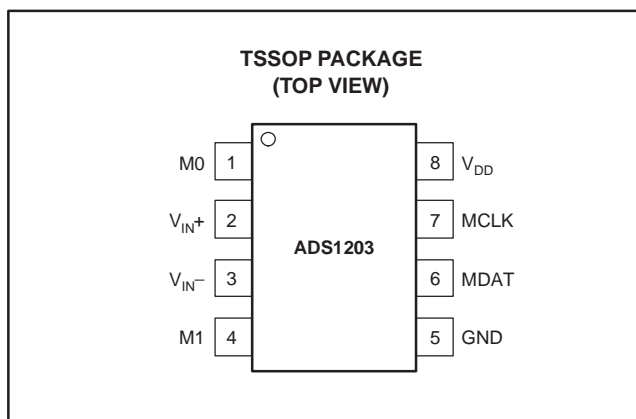 TSSOP PACKAGE
(TOP VIEW)
M0 1 8 VDD
VIN+ 2 7 MCLK
ADS1203
VIN− 3 6 MDAT
M1 4 5 GND